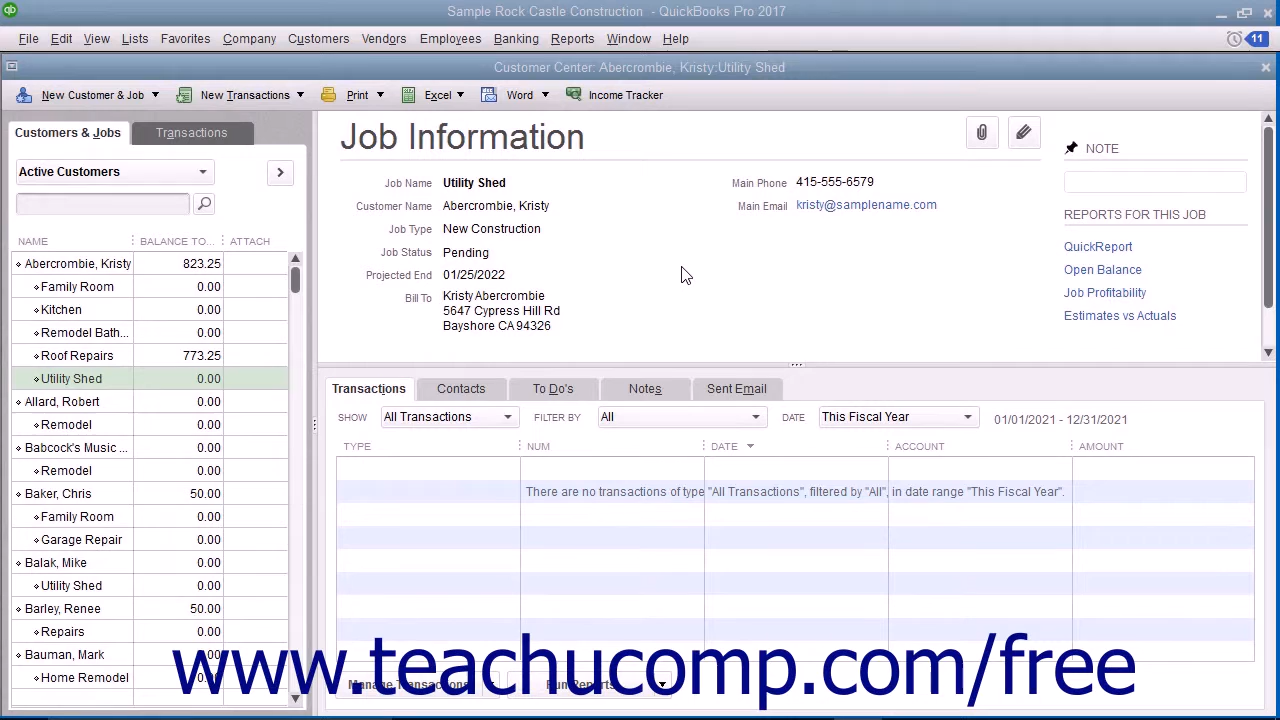 Sample Rock Castle Construction - QuickBooks Pro 2017
File Edit View Lists Favorites Company Customers Vendors Employees Banking Reports Window Help 11
Customer Center: Abercrombie, Kristy:Utility Shed
New Customer & Job New Transactions Print Excel Word Income Tracker
Customers & Jobs Transactions
Active Customers
NAME BALANCE TO... ATTACH
Abercrombie, Kristy 823.25
Family Room 0.00
Kitchen 0.00
Remodel Bath... 0.00
Roof Repairs 773.25
Utility Shed 0.00
Allard, Robert 0.00
Remodel 0.00
Babcock's Music ... 0.00
Remodel 0.00
Baker, Chris 50.00
Family Room 0.00
Garage Repair 0.00
Balak, Mike 0.00
Utility Shed 0.00
Barley, Renee 50.00
Repairs 0.00
Bauman, Mark 0.00
Home Remodel 0.00
Job Information
Job Name Utility Shed
Customer Name Abercrombie, Kristy
Job Type New Construction
Job Status Pending
Projected End 01/25/2022
Bill To Kristy Abercrombie
5647 Cypress Hill Rd
Bayshore CA 94326
Main Phone 415-555-6579
Main Email kristy@samplename.com
NOTE
REPORTS FOR THIS JOB
QuickReport
Open Balance
Job Profitability
Estimates vs Actuals
Transactions Contacts To Do's Notes Sent Email
SHOW All Transactions FILTER BY All DATE This Fiscal Year 01/01/2021 - 12/31/2021
TYPE NUM DATE ACCOUNT AMOUNT
There are no transactions of type "All Transactions", filtered by "All", in date range "This Fiscal Year".
Manage Transactions Run Reports
www.teachucomp.com/free